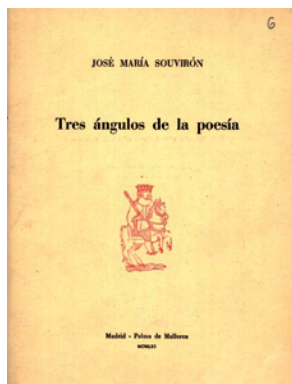 6
JOSÉ MARÍA SOUVIRÓN
Tres ángulos de la poesía
Madrid - Palma de Mallorca